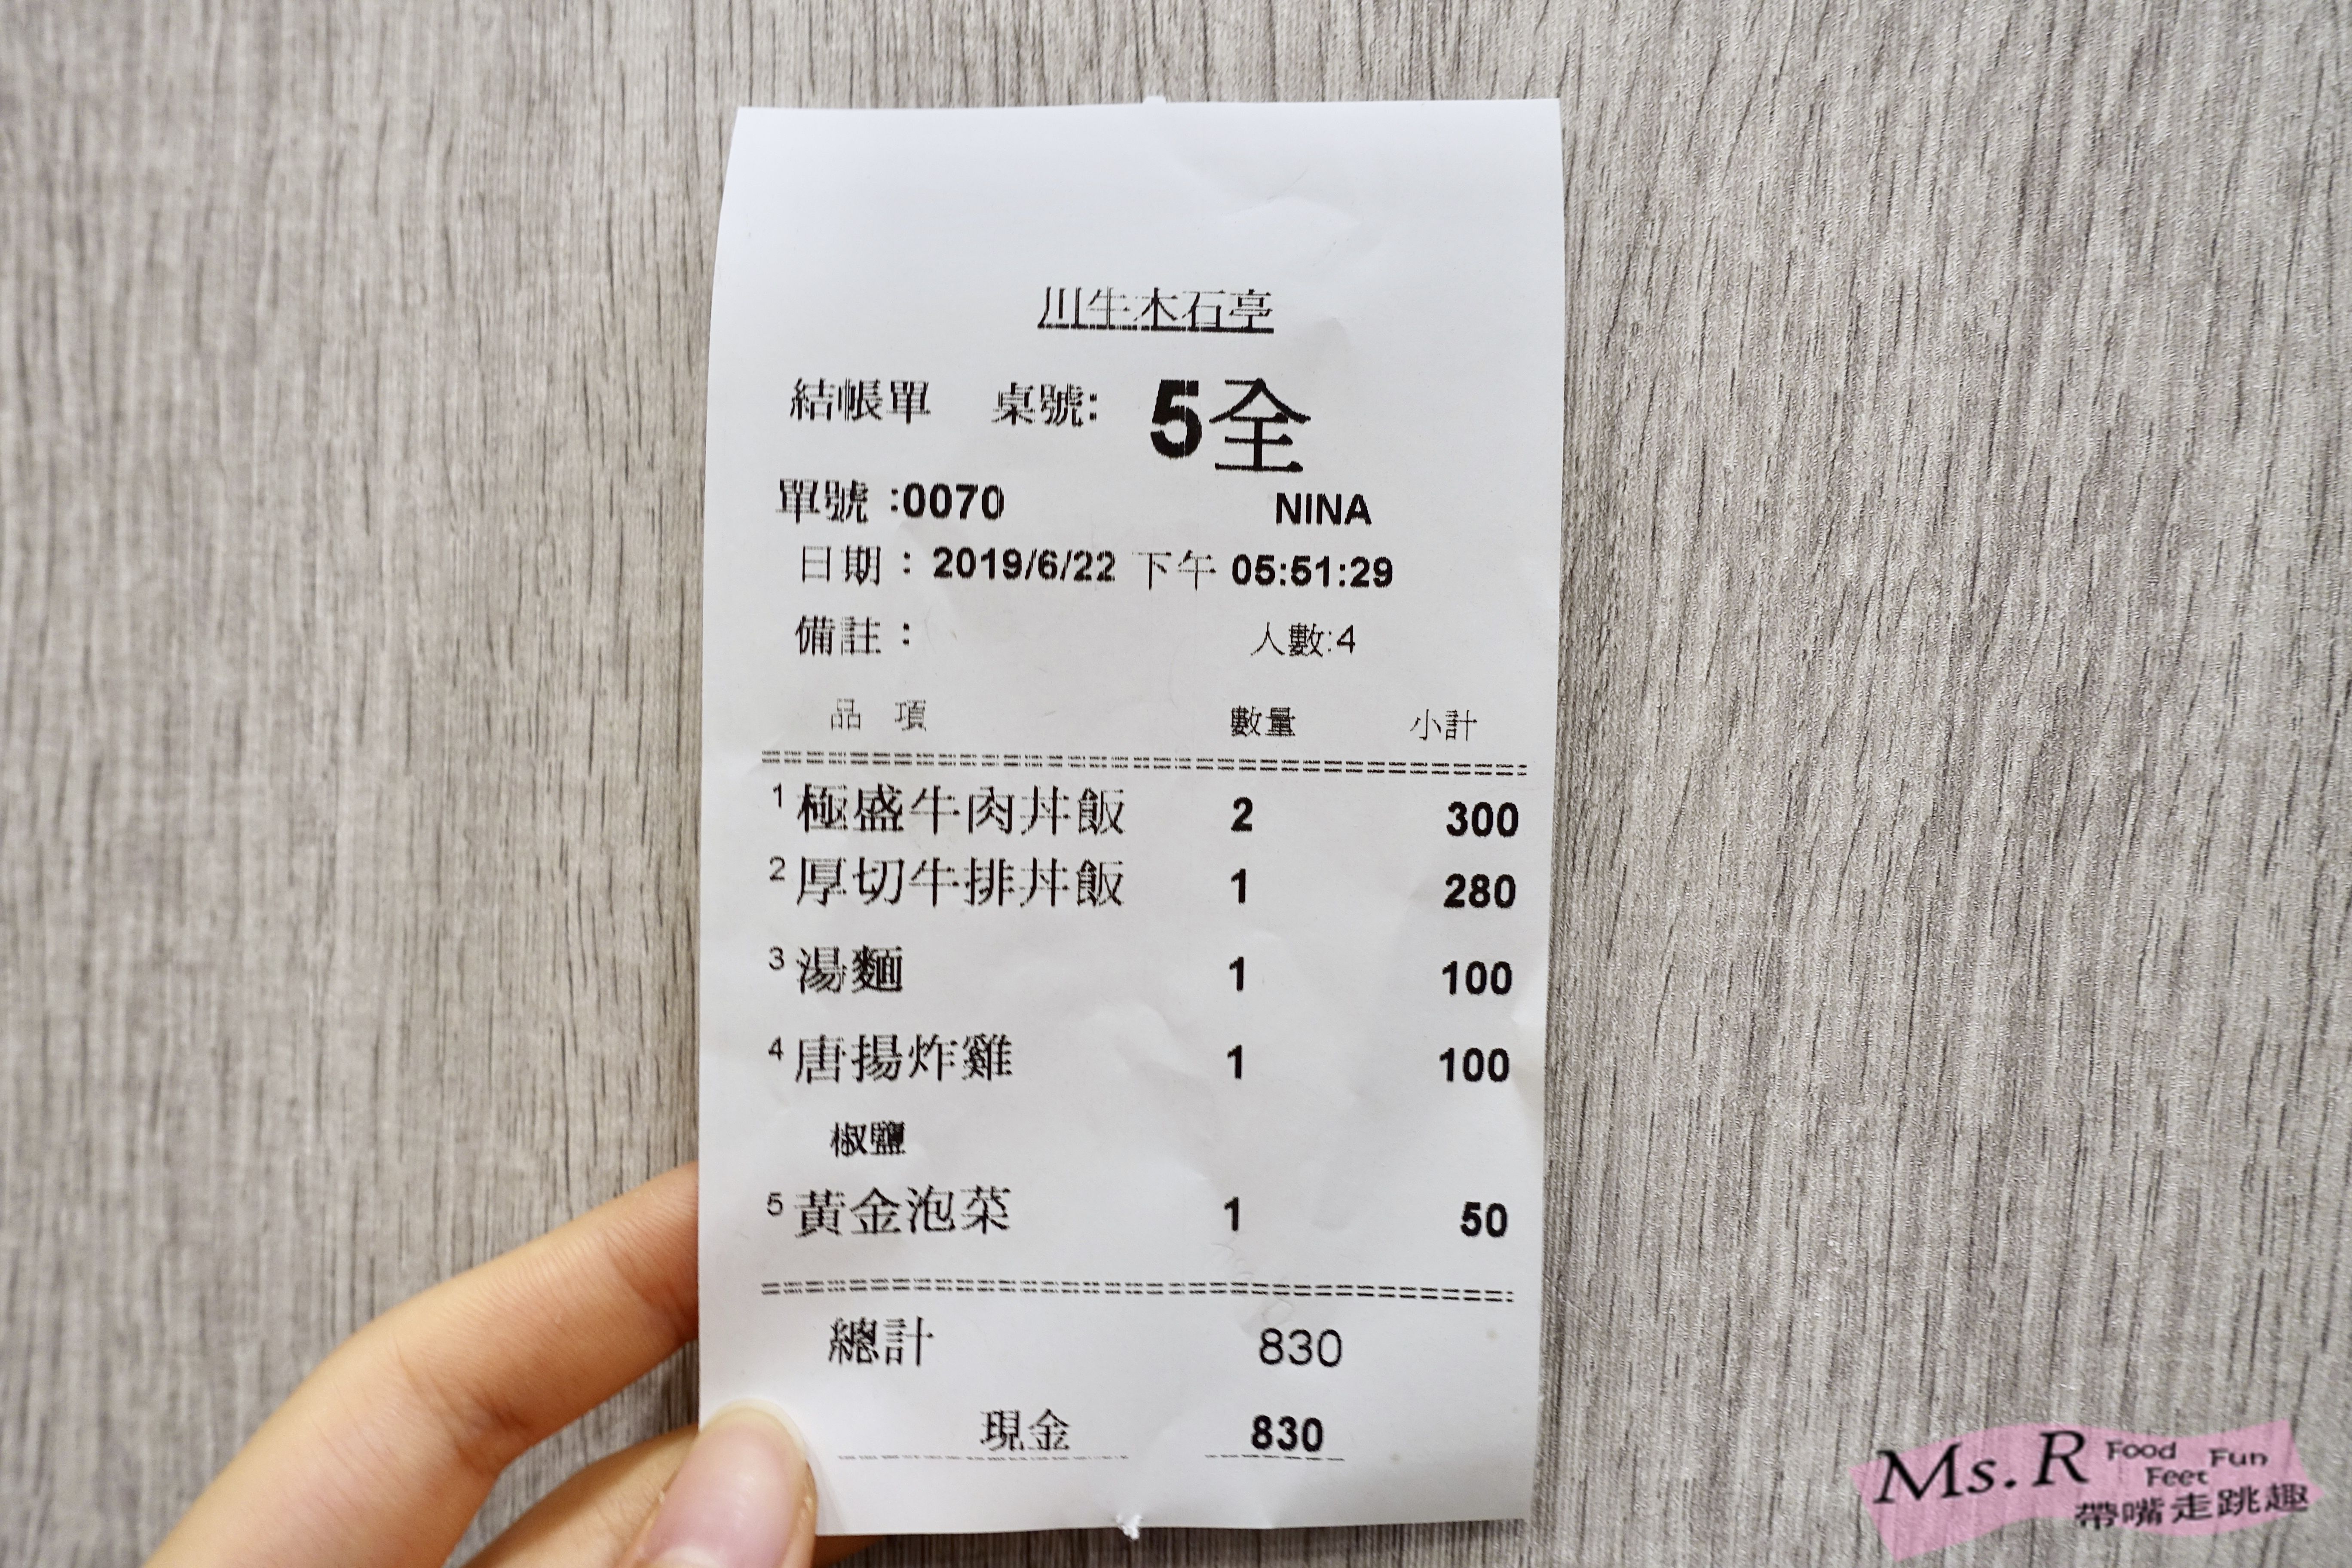 川牛木石亭
結帳單 桌號: 5全
單號 :0070 NINA
日期 : 2019/6/22 下午 05:51:29
備註 : 人數:4
品 項 數量 小計
1 極盛牛肉丼飯 2 300
2 厚切牛排丼飯 1 280
3 湯麵 1 100
4 唐揚炸雞 1 100
椒鹽
5 黃金泡菜 1 50
總計 830
現金 830
Ms. R Food Feet Fun
帶嘴走跳趣